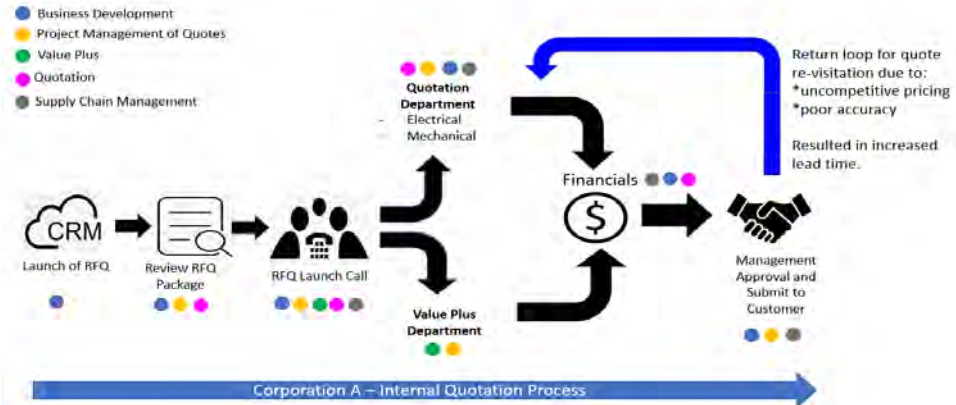 Business Development
Project Management of Quotes
Value Plus
Quotation
Supply Chain Management
Quotation
Department
- Electrical
- Mechanical
Return loop for quote
re-visitation due to:
*uncompetitive pricing
*poor accuracy
Resulted in increased
lead time.
CRM
Launch of RFQ
Review RFQ
Package
RFQ Launch Call
Value Plus
Department
Financials
$
Management
Approval and
Submit to
Customer
Corporation A – Internal Quotation Process